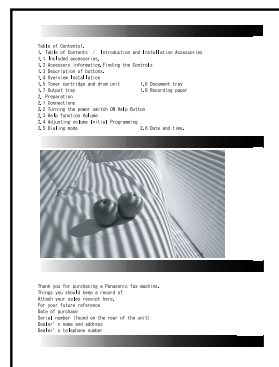 Table of Contents1.
1. Table of Contents / Introduction and Installation Accessories
1.1 Included accessories.
1.2 Accessory information.Finding the Controls
1.3 Description of buttons.
1.4 Overview Installation
1.5 Toner cartridge and drum unit 1.6 Document tray
1.7 Output tray 1.8 Recording paper
2. Preparation
2.1 Connections
2.2 Turning the power switch ON Help Button
2.3 Help function Volume
2.4 Adjusting volume Initial Programming
2.5 Dialing mode 2.6 Date and time.
Thank you for purchasing a Panasonic fax machine.
Things you should keep a record of
Attach your sales receipt here.
For your future reference
Date of purchase
Serial number (found on the rear of the unit)
Dealer's name and address
Dealer's telephone number